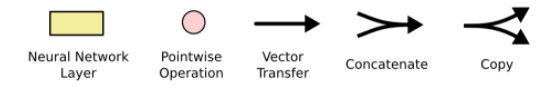 Neural Network
Layer
Pointwise
Operation
Vector
Transfer
Concatenate
Copy